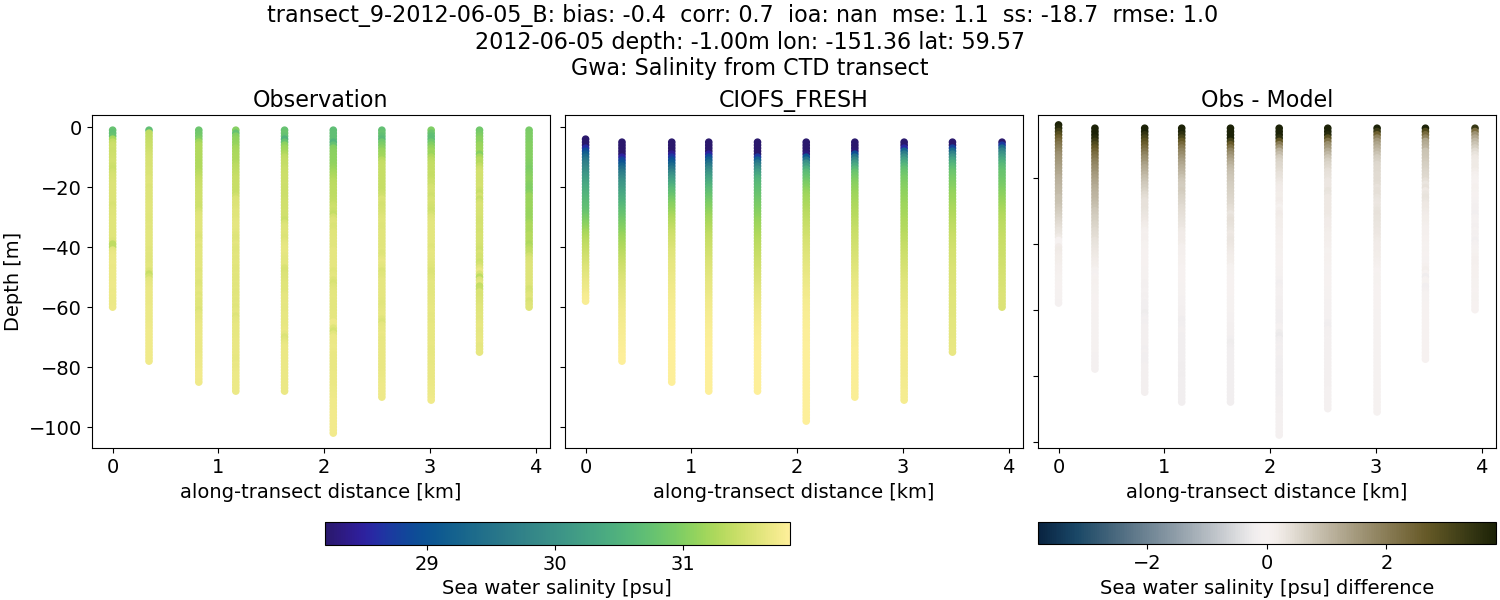 transect_9-2012-06-05_B: bias: -0.4  corr: 0.7  ioa: nan  mse: 1.1  ss: -18.7  rmse: 1.0
2012-06-05 depth: -1.00m lon: -151.36 lat: 59.57
Gwa: Salinity from CTD transect
Observation
CIOFS_FRESH
Obs - Model
Depth [m]
0
−20
−40
−60
−80
−100
0 1 2 3 4
0 1 2 3 4
0 1 2 3 4
along-transect distance [km]
along-transect distance [km]
along-transect distance [km]
29 30 31
Sea water salinity [psu]
−2 0 2
Sea water salinity [psu] difference